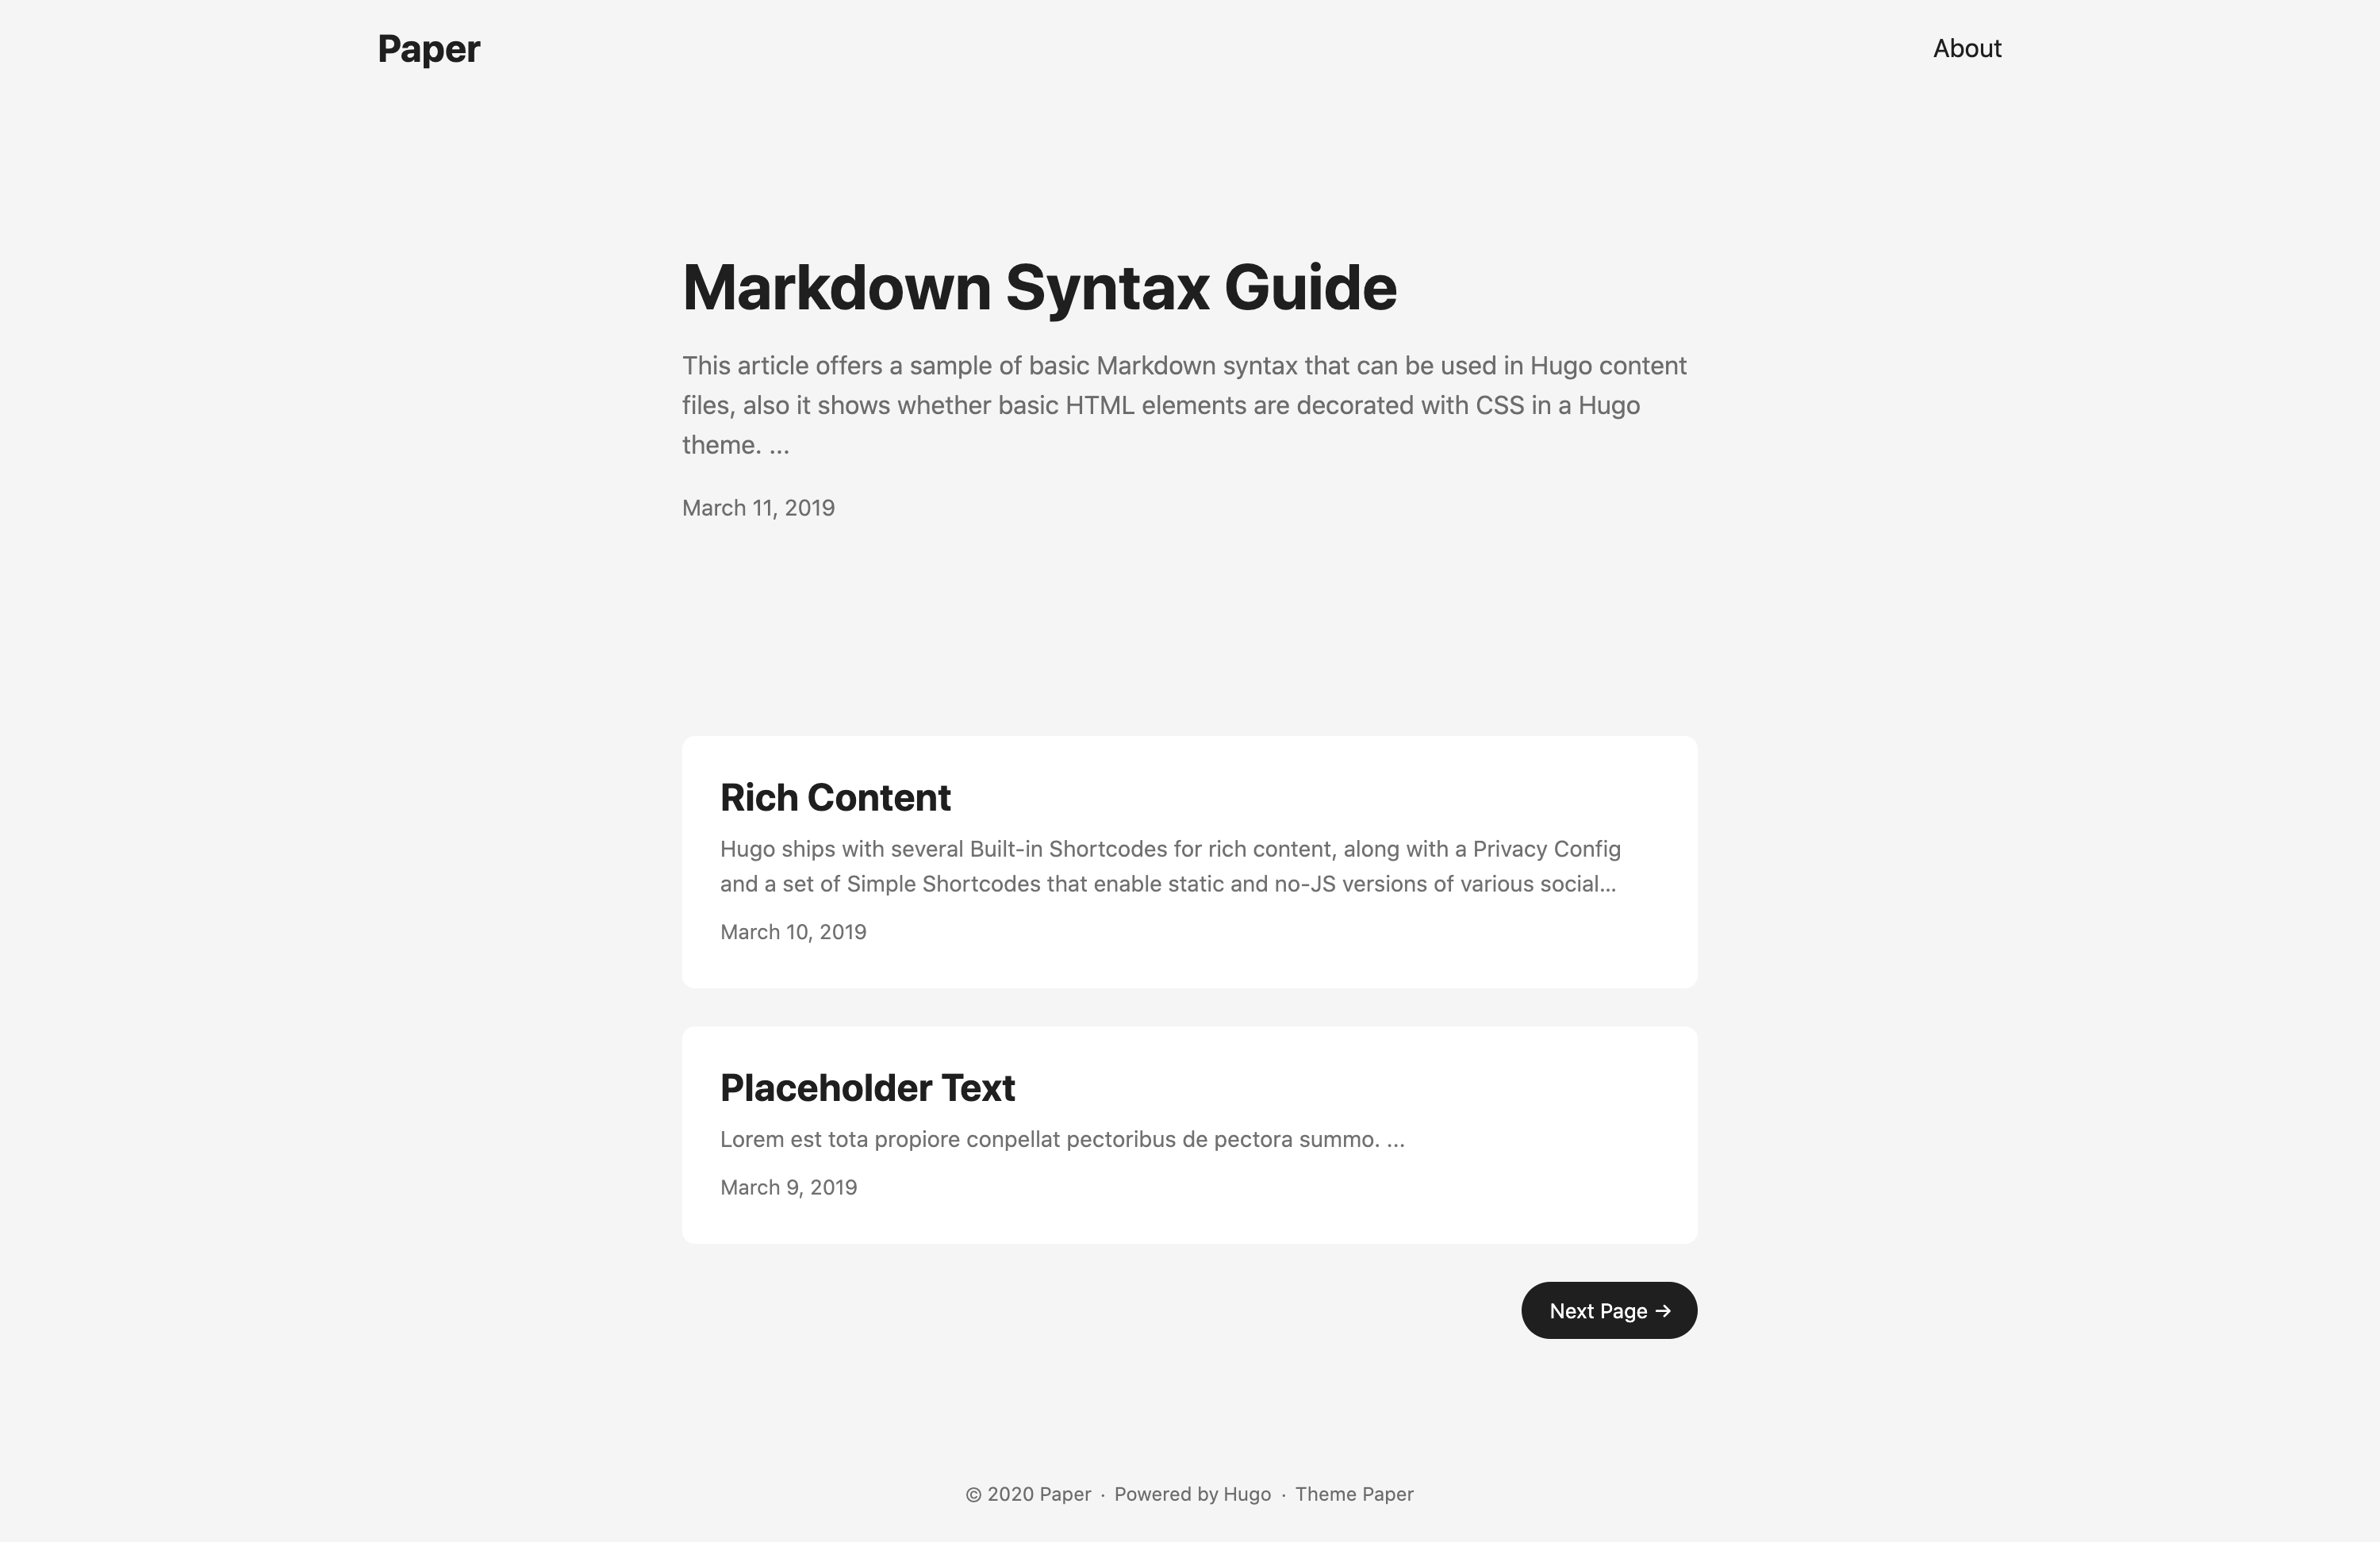 Paper
About
Markdown Syntax Guide
This article offers a sample of basic Markdown syntax that can be used in Hugo content
files, also it shows whether basic HTML elements are decorated with CSS in a Hugo
theme. ...
March 11, 2019
Rich Content
Hugo ships with several Built-in Shortcodes for rich content, along with a Privacy Config
and a set of Simple Shortcodes that enable static and no-JS versions of various social...
March 10, 2019
Placeholder Text
Lorem est tota propiore conpellat pectoribus de pectora summo. ...
March 9, 2019
Next Page →
© 2020 Paper · Powered by Hugo · Theme Paper